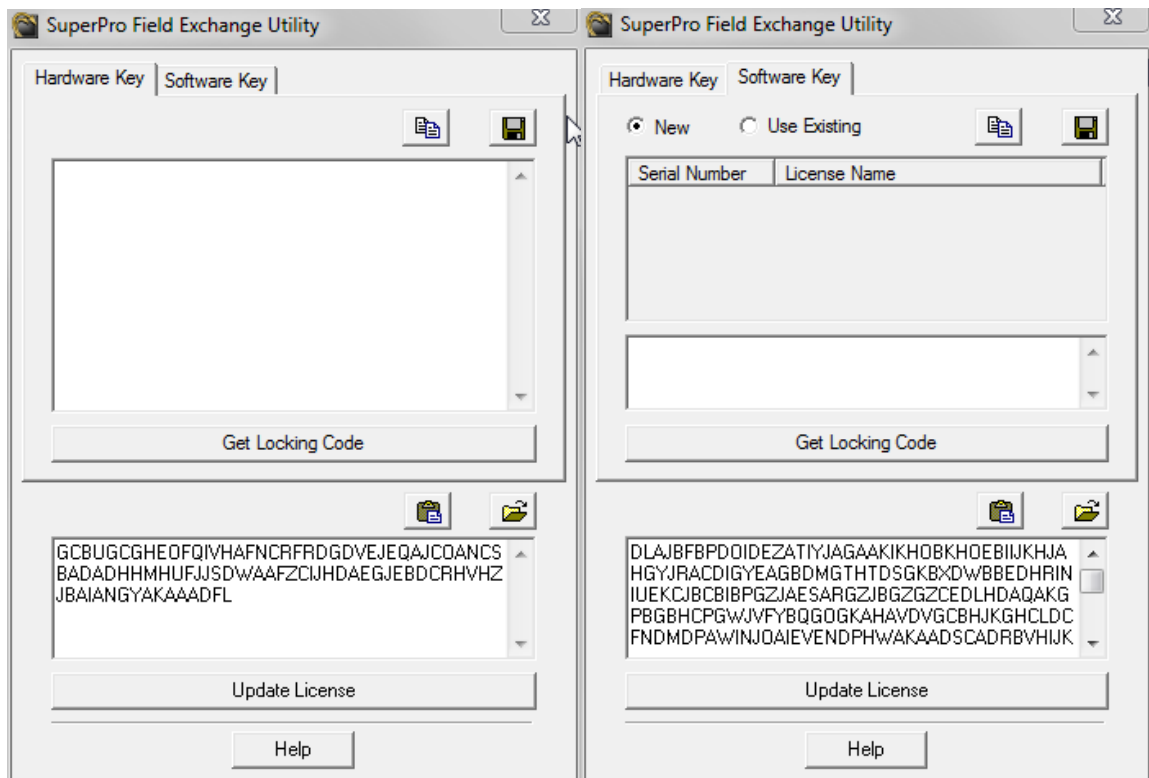 SuperPro Field Exchange Utility
Hardware Key
Software Key
Get Locking Code
GCBUGCGHEOFQIVHAFNCRFRDGDVEJEQAJCOANCS
BADADHHMHUFJJSDWAAFZCIJHDAEGJEBDCRHVHZ
JBAIANGYAKAAADFL
Update License
Help
SuperPro Field Exchange Utility
Hardware Key
Software Key
New
Use Existing
Serial Number
License Name
Get Locking Code
DLAJBFBPDOIDEZATIYJAGAAKIKHOBKHOEBIIJKHJA
HGYJRACDIGYEAGBDMGTHTDSGKBXDWBBEDHRIN
IUEKCJBCBIBPGZJAESARGZJBGZGZCEDLHDAQAKG
PBGBHCPGWJVFYBQGOGKAHAVDVGCBHJKGHCLDC
FNDMDPAWINJOAIEVENDPHWAKAADSCADRBVHIJK
Update License
Help